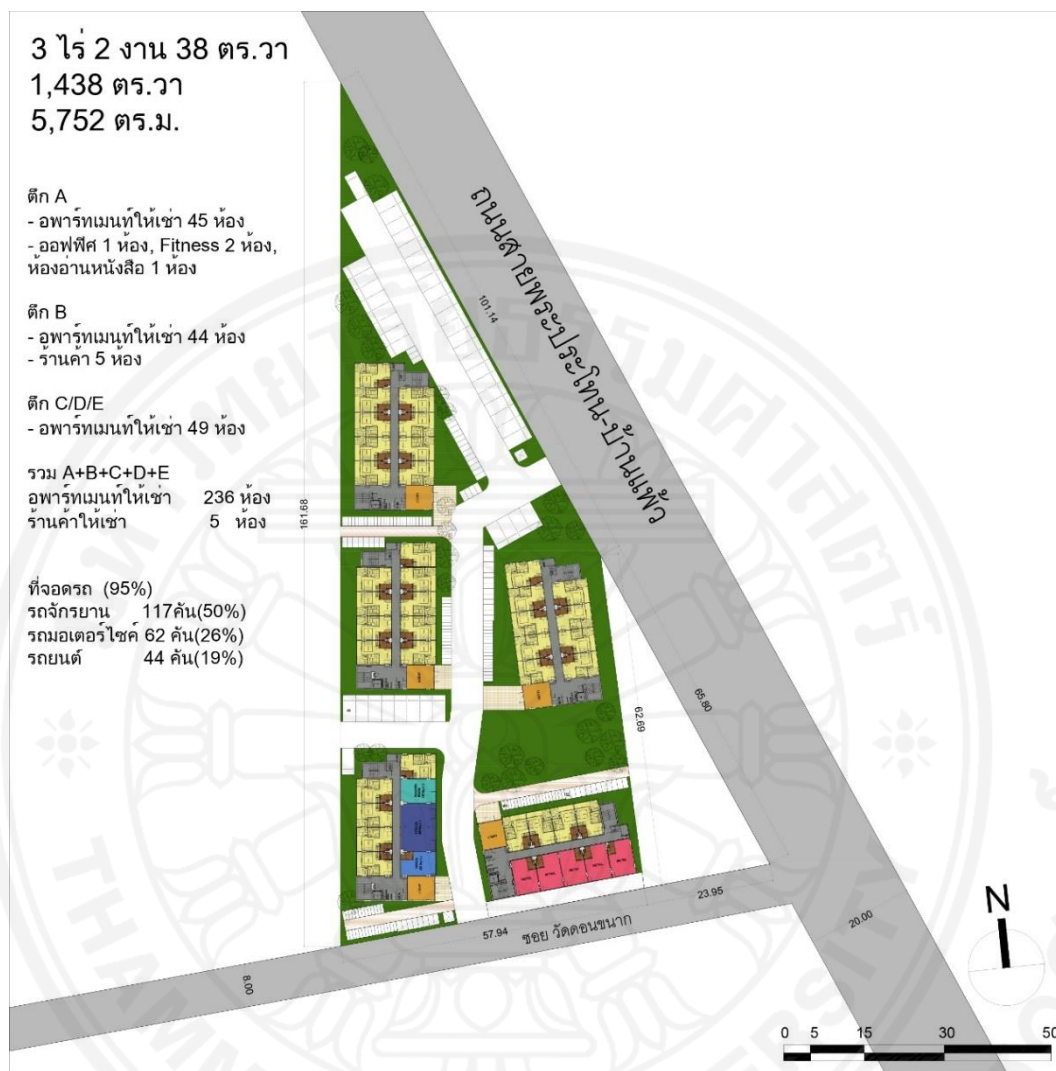 3 ไร่ 2 งาน 38 ตร.วา
1,438 ตร.วา
5,752 ตร.ม.
ตึก A
- อพาร์ทเมนท์ให้เช่า 45 ห้อง
- ออฟฟิศ 1 ห้อง, Fitness 2 ห้อง,
ห้องอ่านหนังสือ 1 ห้อง
ตึก B
- อพาร์ทเมนท์ให้เช่า 44 ห้อง
- ร้านค้า 5 ห้อง
ตึก C/D/E
- อพาร์ทเมนท์ให้เช่า 49 ห้อง
รวม A+B+C+D+E
อพาร์ทเมนท์ให้เช่า 236 ห้อง
ร้านค้าให้เช่า 5 ห้อง
ที่จอดรถ (95%)
รถจักรยาน 117คัน(50%)
รถมอเตอร์ไซค์ 62 คัน(26%)
รถยนต์ 44 คัน(19%)
ถนนสายพระประโทน-บ้านแพ้ว
101.14
161.68
65.80
62.69
23.95
57.94
ซอย วัดดอนขนาก
20.00
8.00
N
0 5 15 30 50